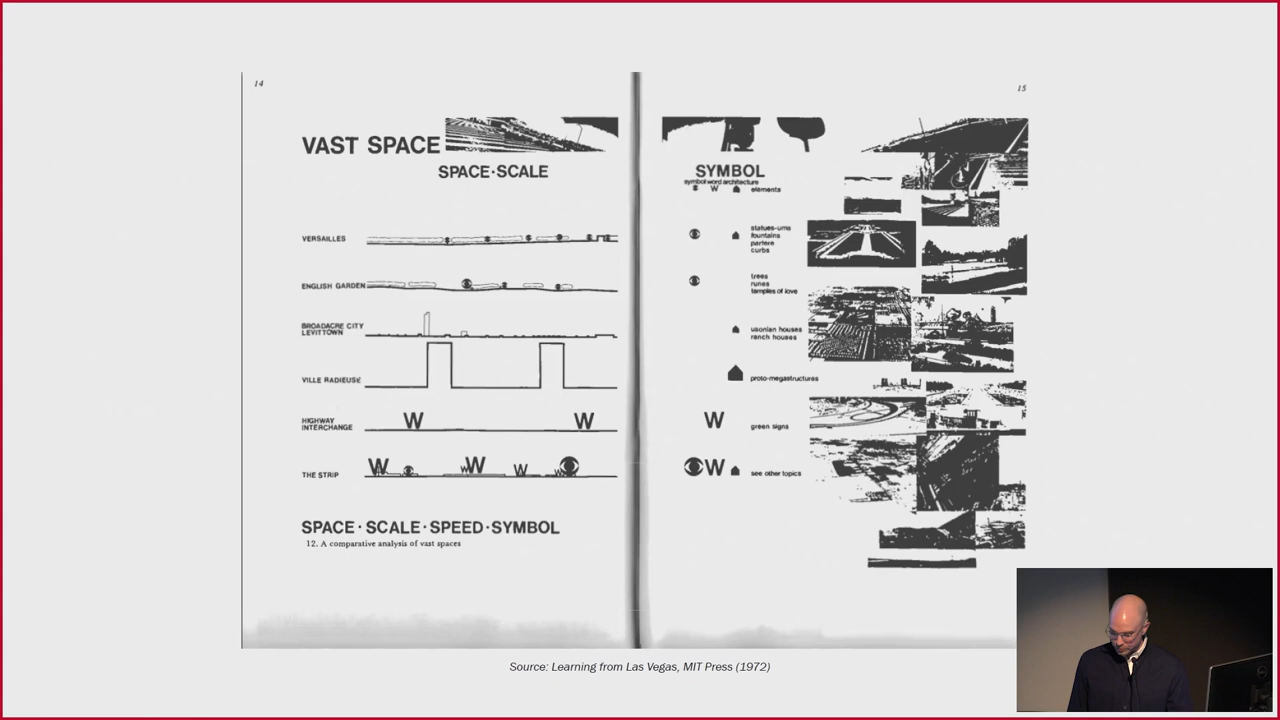 14
15
VAST SPACE
SPACE·SCALE
SYMBOL
symbol word architecture
W elements
VERSAILLES
statues-urns
fountains
parterre
curbs
ENGLISH GARDEN
trees
runes
temples of love
BROADACRE CITY
LEVITTOWN
usonian houses
ranch houses
VILLE RADIEUSE
proto-megastructures
HIGHWAY
INTERCHANGE
W W
W green signs
THE STRIP
W W W
W see other topics
SPACE·SCALE·SPEED·SYMBOL
12. A comparative analysis of vast spaces
Source: Learning from Las Vegas, MIT Press (1972)